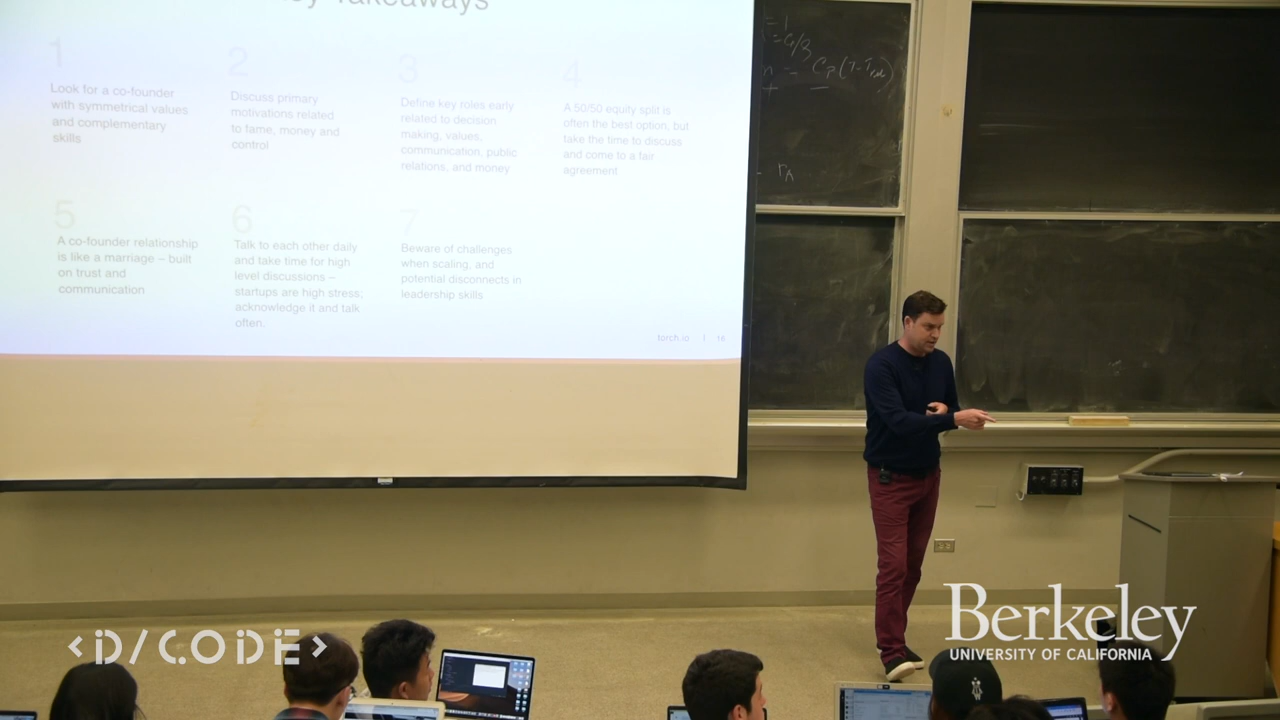 Takeaways
1
Look for a co-founder
with symmetrical values
and complementary
skills
2
Discuss primary
motivations related
to fame, money and
control
3
Define key roles early
related to decision
making, values,
communication, public
relations, and money
4
A 50/50 equity split is
often the best option, but
take the time to discuss
and come to a fair
agreement
5
A co-founder relationship
is like a marriage – built
on trust and
communication
6
Talk to each other daily
and take time for high
level discussions –
startups are high stress;
acknowledge it and talk
often.
7
Beware of challenges
when scaling, and
potential disconnects in
leadership skills
torch.io | 16
<D/CODE>
Berkeley
UNIVERSITY OF CALIFORNIA